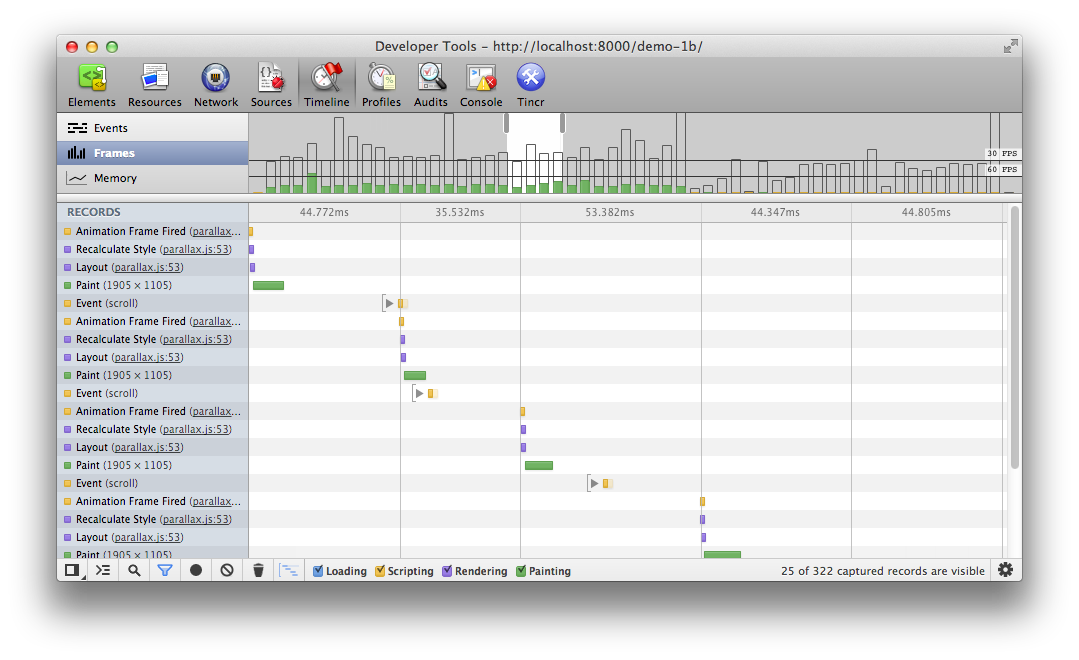 Developer Tools - http://localhost:8000/demo-1b/
Elements Resources Network Sources Timeline Profiles Audits Console Tincr
Events
Frames
Memory
30 FPS
60 FPS
RECORDS 44.772ms 35.532ms 53.382ms 44.347ms 44.805ms
Animation Frame Fired (parallax...
Recalculate Style (parallax.js:53)
Layout (parallax.js:53)
Paint (1905 × 1105)
Event (scroll)
Animation Frame Fired (parallax...
Recalculate Style (parallax.js:53)
Layout (parallax.js:53)
Paint (1905 × 1105)
Event (scroll)
Animation Frame Fired (parallax...
Recalculate Style (parallax.js:53)
Layout (parallax.js:53)
Paint (1905 × 1105)
Event (scroll)
Animation Frame Fired (parallax...
Recalculate Style (parallax.js:53)
Layout (parallax.js:53)
Paint (1905 × 1105)
Loading Scripting Rendering Painting 25 of 322 captured records are visible